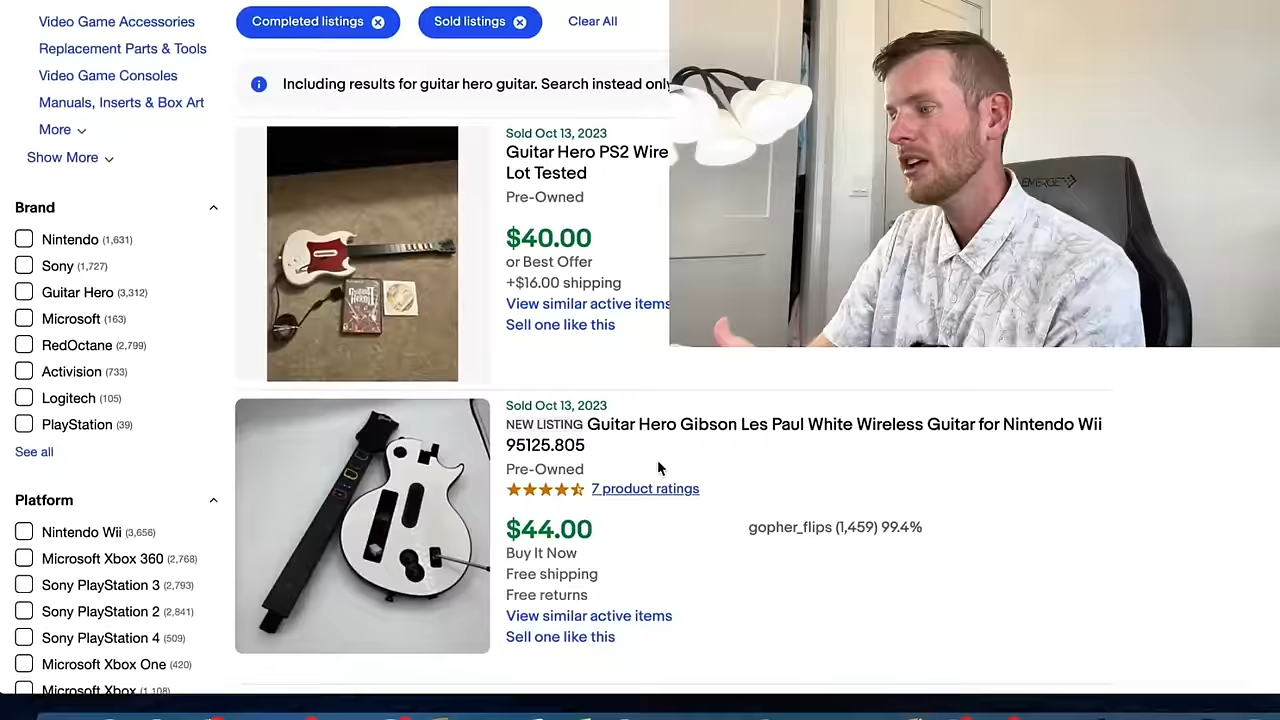 Video Game Accessories
Replacement Parts & Tools
Video Game Consoles
Manuals, Inserts & Box Art
More
Show More
Brand
Nintendo (1,631)
Sony (1,727)
Guitar Hero (3,312)
Microsoft (163)
RedOctane (2,799)
Activision (733)
Logitech (105)
PlayStation (39)
See all
Platform
Nintendo Wii (3,656)
Microsoft Xbox 360 (2,768)
Sony PlayStation 3 (2,793)
Sony PlayStation 2 (2,841)
Sony PlayStation 4 (509)
Microsoft Xbox One (420)
Microsoft Xbox (1,108)
Completed listings
Sold listings
Clear All
Including results for guitar hero guitar. Search instead only
Sold Oct 13, 2023
Guitar Hero PS2 Wire
Lot Tested
Pre-Owned
$40.00
or Best Offer
+$16.00 shipping
View similar active items
Sell one like this
Sold Oct 13, 2023
NEW LISTING Guitar Hero Gibson Les Paul White Wireless Guitar for Nintendo Wii
95125.805
Pre-Owned
7 product ratings
$44.00
Buy It Now
Free shipping
Free returns
View similar active items
Sell one like this
gopher_flips (1,459) 99.4%
EMERGE